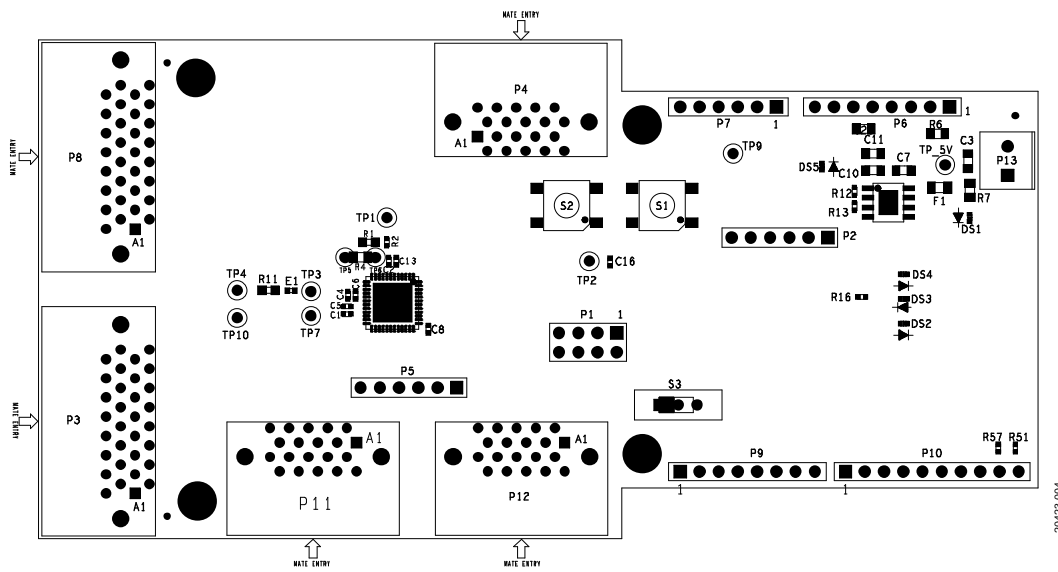 MATE ENTRY
MATE ENTRY
P8
A1
P4
A1
P7
1
P6
1
R6
C11
TP_5V
C3
P13
TP9
DS5
C10
C7
R12
R13
F1
R7
DS1
S2
S1
P2
TP1
R1
R2
TP5
R4
C13
TP2
C16
TP4
R11
E1
TP3
C4
C6
C5
C1
C8
TP10
TP7
P1
1
R16
DS4
DS3
DS2
P5
S3
MATE ENTRY
P3
A1
A1
P11
A1
P12
P9
1
P10
1
R57
R51
MATE ENTRY
MATE ENTRY
20423-004